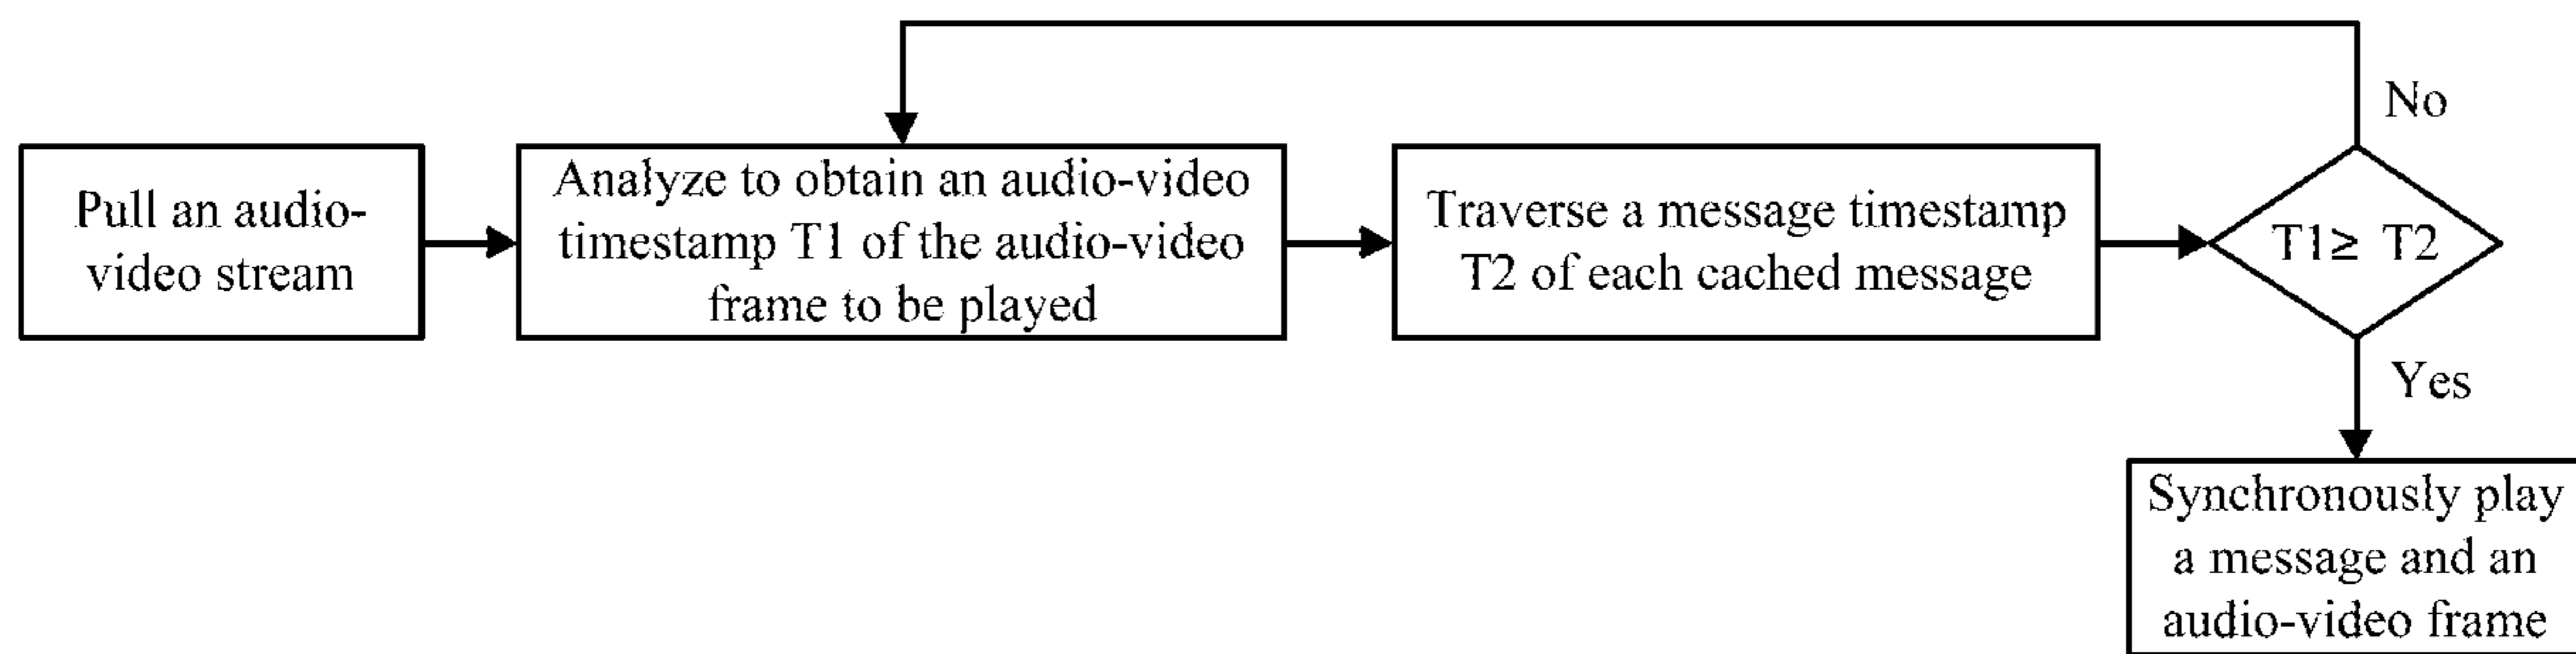 Pull an audio-
video stream
Analyze to obtain an audio-video
timestamp T1 of the audio-video
frame to be played
Traverse a message timestamp
T2 of each cached message
T1≥ T2
No
Yes
Synchronously play
a message and an
audio-video frame